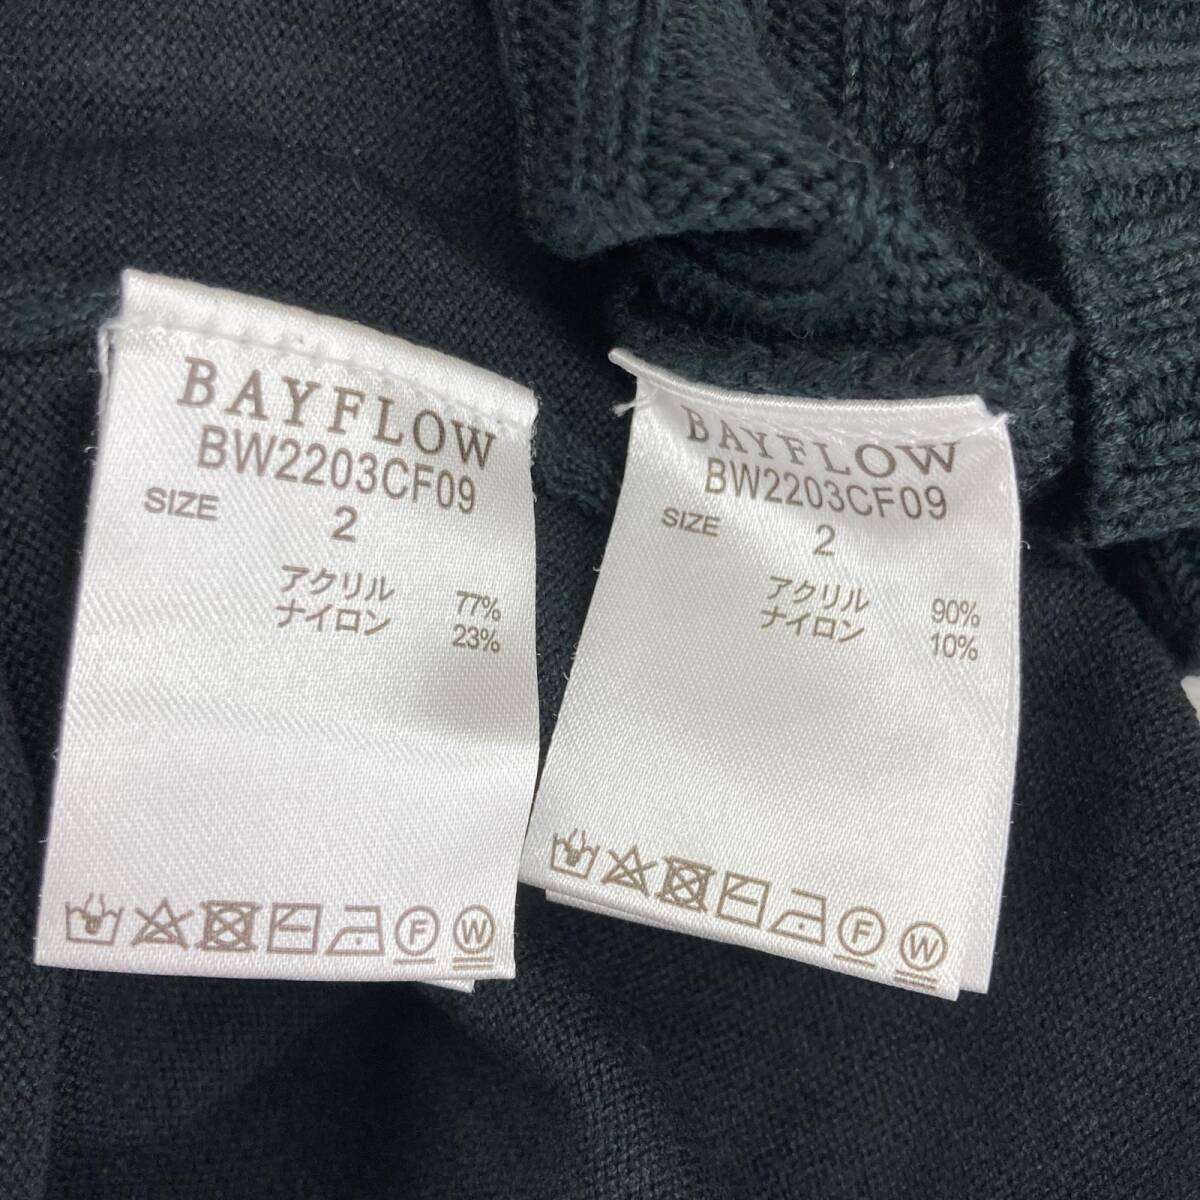 BAYFLOW
BW2203CF09
SIZE 2
アクリル 77%
ナイロン 23%
F W
BAYFLOW
BW2203CF09
SIZE 2
アクリル 90%
ナイロン 10%
F W